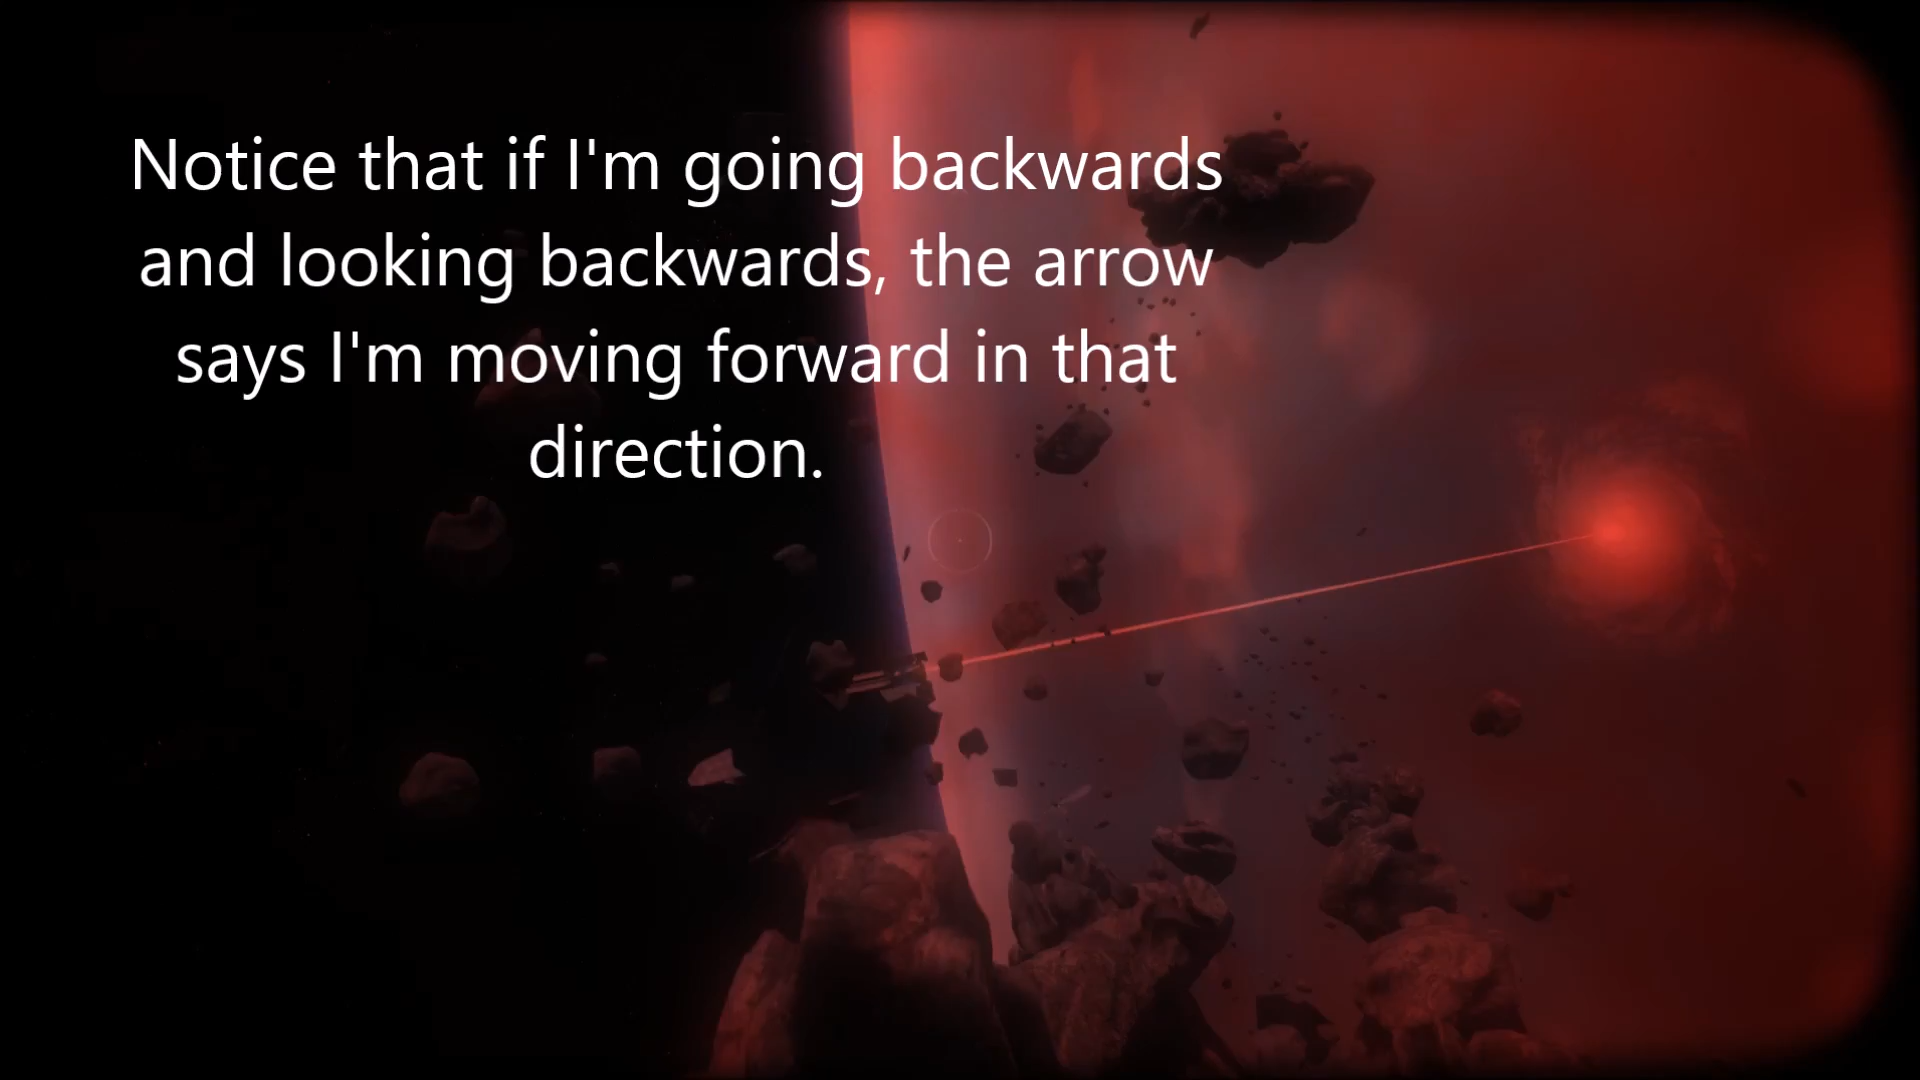 Notice that if I'm going backwards
and looking backwards, the arrow
says I'm moving forward in that
direction.